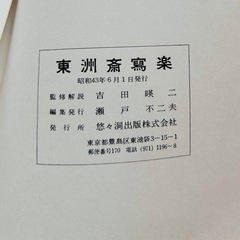 東洲斎寫楽
昭和43年6月1日発行
監修解説 吉田暎二
編集発行 瀬戸不二夫
発行所 悠々洞出版株式会社
東京都豊島区東池袋3-15-1
郵便番号170 電話(971)1196~8